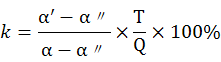 k = (α′ − α〃)/(α − α〃) × T/Q × 100%